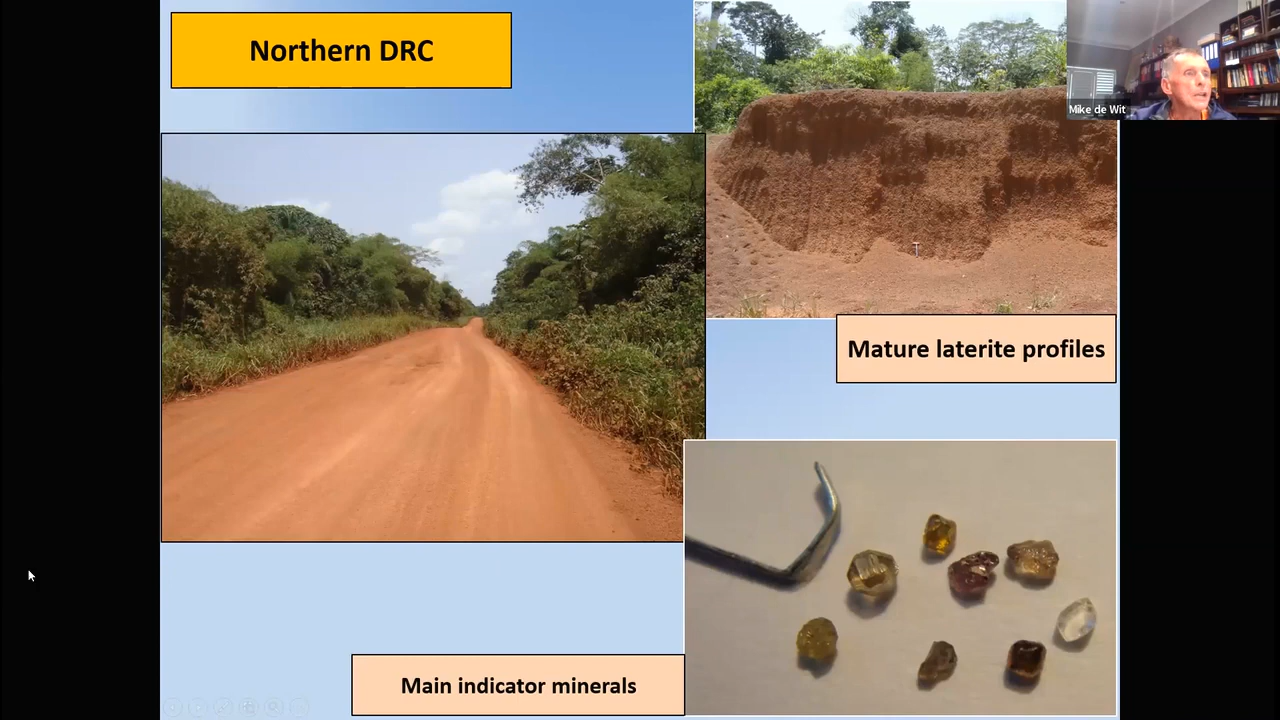 Northern DRC
Mike de Wit
Mature laterite profiles
Main indicator minerals